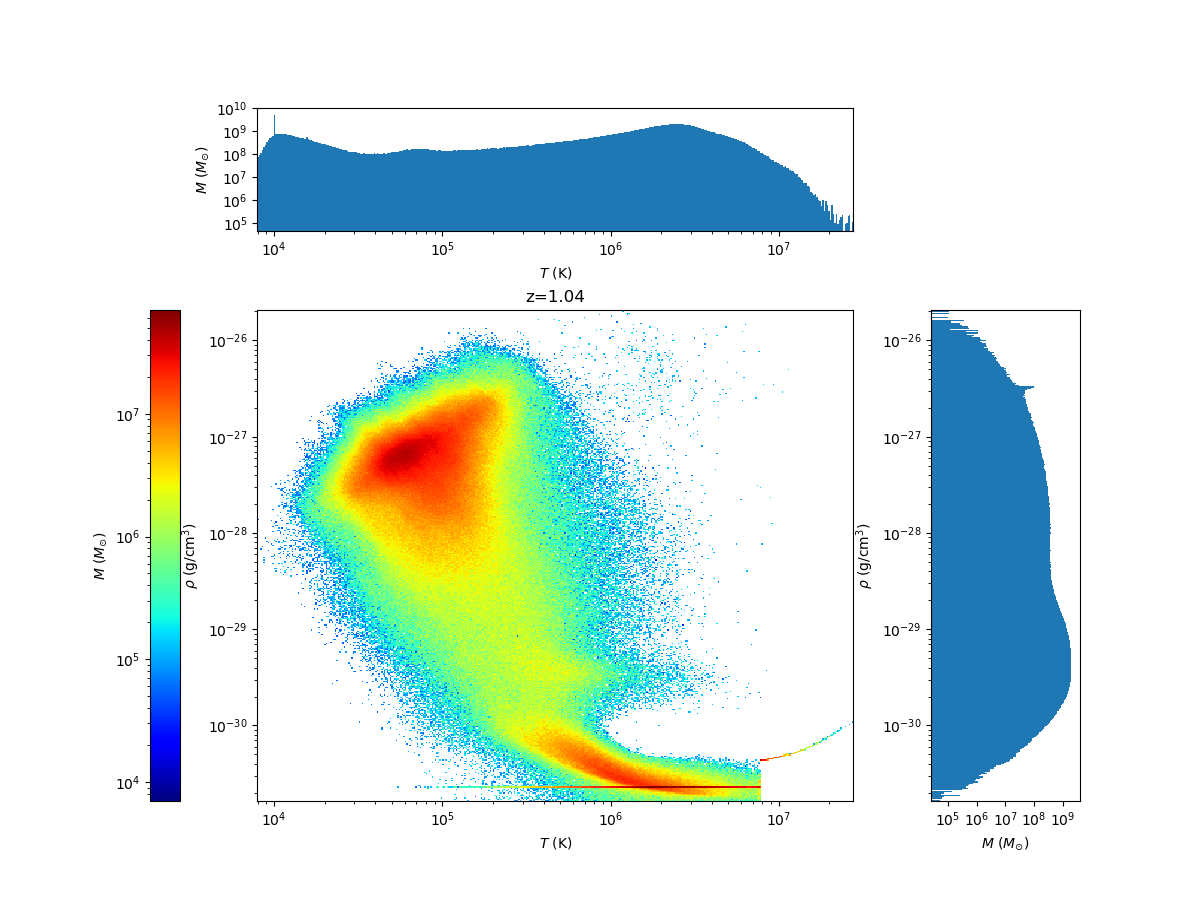 10¹⁰
10⁹
10⁸
10⁷
10⁶
10⁵
M (M⊙)
10⁴ 10⁵ 10⁶ 10⁷
T (K)
z=1.04
10⁷
10⁶
10⁵
10⁴
M (M⊙)
10⁻²⁶
10⁻²⁷
10⁻²⁸
10⁻²⁹
10⁻³⁰
ρ (g/cm³)
10⁴ 10⁵ 10⁶ 10⁷
T (K)
10⁻²⁶
10⁻²⁷
10⁻²⁸
10⁻²⁹
10⁻³⁰
ρ (g/cm³)
10⁵ 10⁶ 10⁷ 10⁸ 10⁹
M (M⊙)